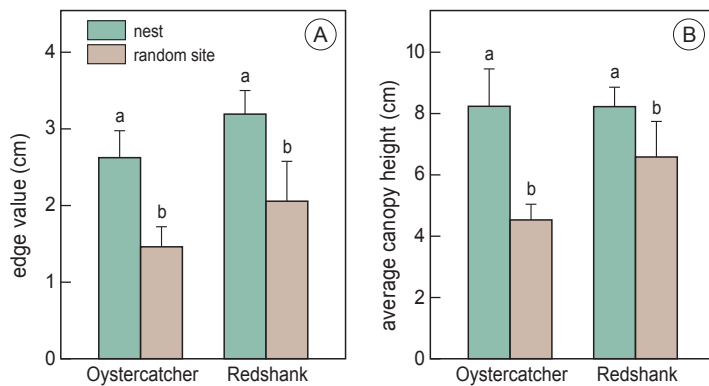 A
nest
random site
edge value (cm)
4
3
2
1
0
a
b
a
b
Oystercatcher
Redshank
B
average canopy height (cm)
10
8
6
4
2
0
a
b
a
b
Oystercatcher
Redshank